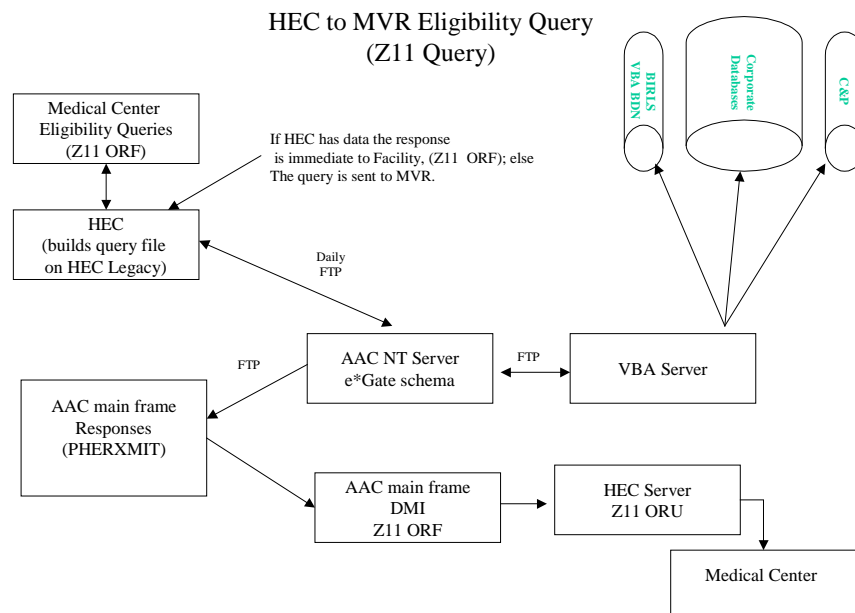 HEC to MVR Eligibility Query
(Z11 Query)
BIRLS
VBA BDN
Corporate
Databases
C&P
Medical Center
Eligibility Queries
(Z11 ORF)
If HEC has data the response
is immediate to Facility, (Z11 ORF); else
The query is sent to MVR.
HEC
(builds query file
on HEC Legacy)
Daily
FTP
AAC NT Server
e*Gate schema
FTP
VBA Server
FTP
AAC main frame
Responses
(PHERXMIT)
AAC main frame
DMI
Z11 ORF
HEC Server
Z11 ORU
Medical Center